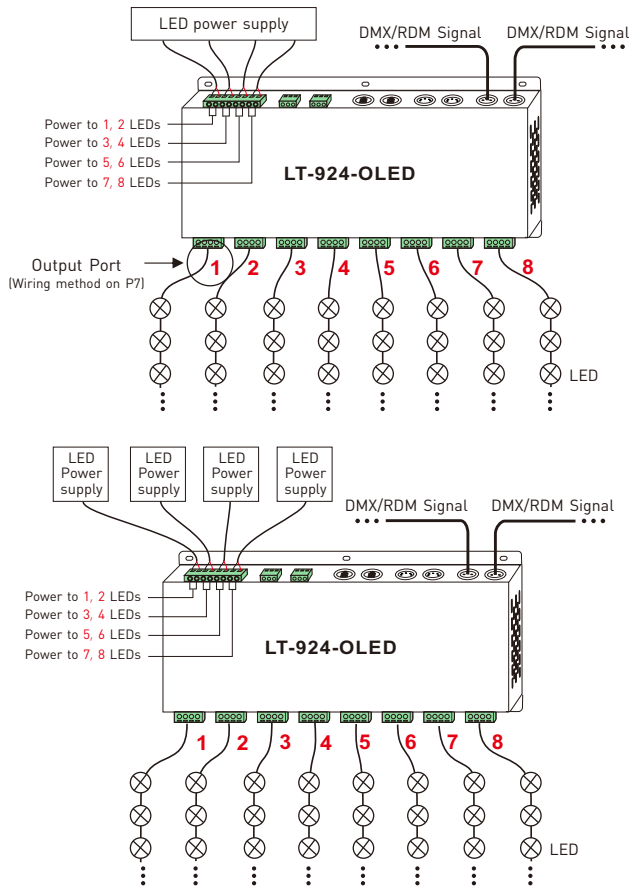 LED power supply
DMX/RDM Signal
DMX/RDM Signal
Power to 1, 2 LEDs
Power to 3, 4 LEDs
Power to 5, 6 LEDs
Power to 7, 8 LEDs
LT-924-OLED
Output Port
(Wiring method on P7)
1 2 3 4 5 6 7 8
LED
LED
Power
supply
LED
Power
supply
LED
Power
supply
LED
Power
supply
DMX/RDM Signal
DMX/RDM Signal
Power to 1, 2 LEDs
Power to 3, 4 LEDs
Power to 5, 6 LEDs
Power to 7, 8 LEDs
LT-924-OLED
1 2 3 4 5 6 7 8
LED